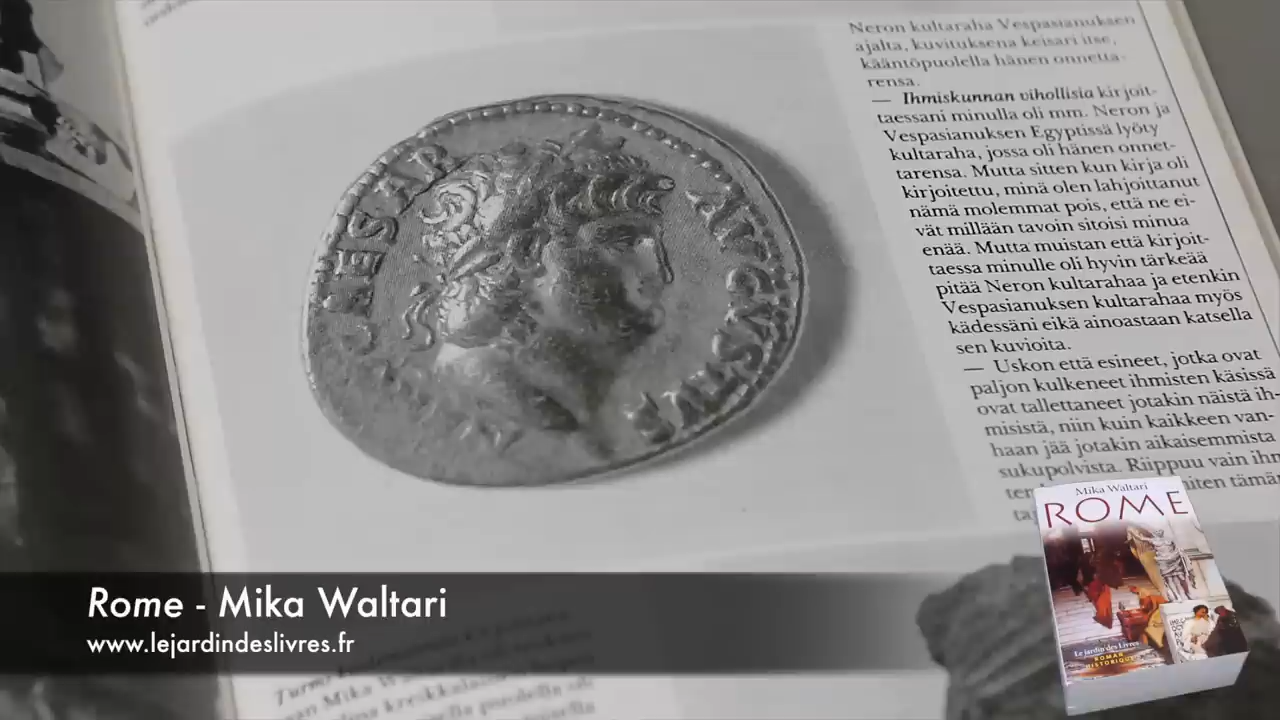 Neron kultaraha Vespasianuksen
ajalta, kuvituksena keisari itse,
kääntöpuolella hänen onnetta-
rensa.
— Ihmiskunnan vihollisia kirjoit-
taessani minulla oli mm. Neron ja
Vespasianuksen Egyptissä lyöty
kultaraha, jossa oli hänen onnet-
tarensa. Mutta sitten kun kirja oli
kirjoitettu, minä olen lahjoittanut
nämä molemmat pois, että ne ei-
vät millään tavoin sitoisi minua
enää. Mutta muistan että kirjoit-
taessa minulle oli hyvin tärkeää
pitää Neron kultarahaa ja etenkin
Vespasianuksen kultarahaa myös
kädessäni eikä ainoastaan katsella
sen kuvioita.
— Uskon että esineet, jotka ovat
paljon kulkeneet ihmisten käsissä
ovat tallettaneet jotakin näistä ih-
misistä, niin kuin kaikkeen van-
haan jää jotakin aikaisemmista
sukupolvista. Riippuu vain
miten
CAESAR
AVGVSTVS
Mika Waltari
ROME
Le jardin des Livres
ROMAN
HISTORIQUE
Rome - Mika Waltari
www.lejardindeslivres.fr